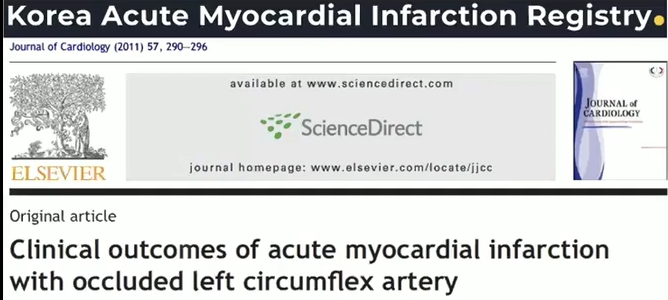 Korea Acute Myocardial Infarction Registry.
Journal of Cardiology (2011) 57, 290—296
available at www.sciencedirect.com
ScienceDirect
journal homepage: www.elsevier.com/locate/jjcc
ELSEVIER
JOURNAL of
CARDIOLOGY
Original article
Clinical outcomes of acute myocardial infarction
with occluded left circumflex artery